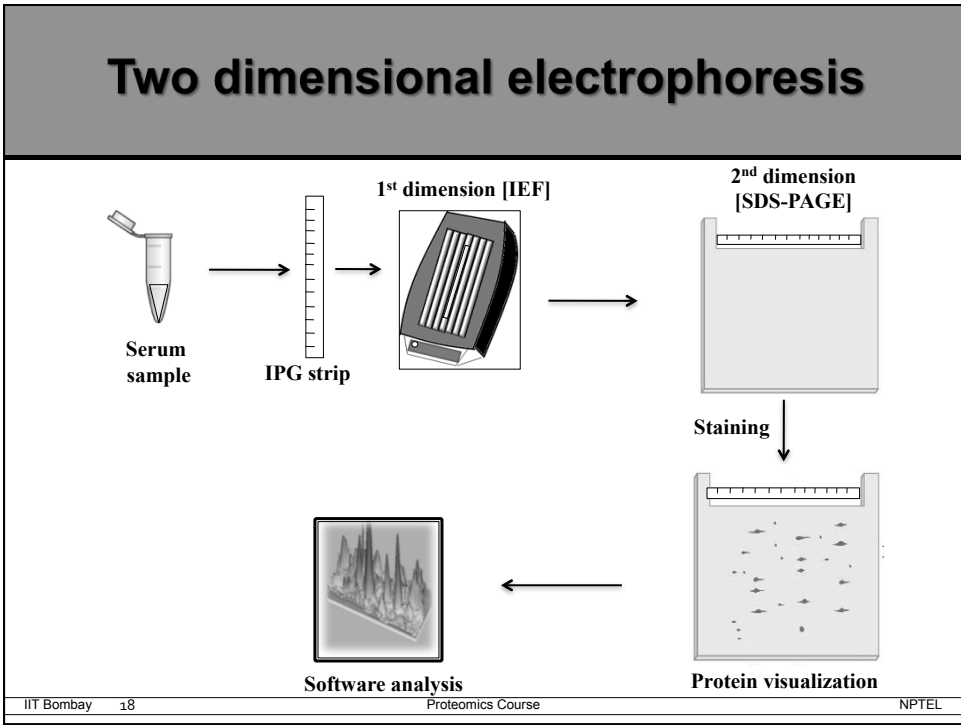 Two dimensional electrophoresis
1st dimension [IEF]
2nd dimension
[SDS-PAGE]
Serum
sample
IPG strip
Staining
Software analysis
Protein visualization
IIT Bombay 18 Proteomics Course NPTEL